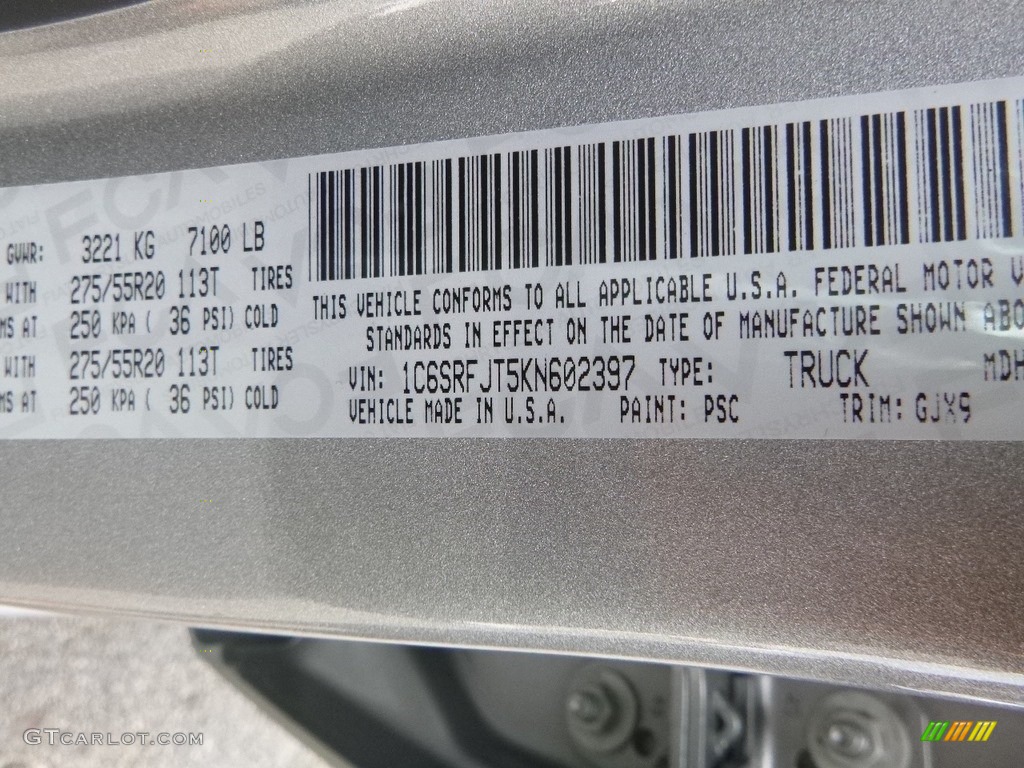 GVWR: 3221 KG 7100 LB
WITH 275/55R20 113T TIRES
MS AT 250 KPA ( 36 PSI) COLD
WITH 275/55R20 113T TIRES
MS AT 250 KPA ( 36 PSI) COLD
THIS VEHICLE CONFORMS TO ALL APPLICABLE U.S.A. FEDERAL MOTOR V
STANDARDS IN EFFECT ON THE DATE OF MANUFACTURE SHOWN ABO
VIN: 1C6SRFJT5KN602397 TYPE: TRUCK MDH
VEHICLE MADE IN U.S.A. PAINT: PSC TRIM: GJX9
GTCARLOT.COM